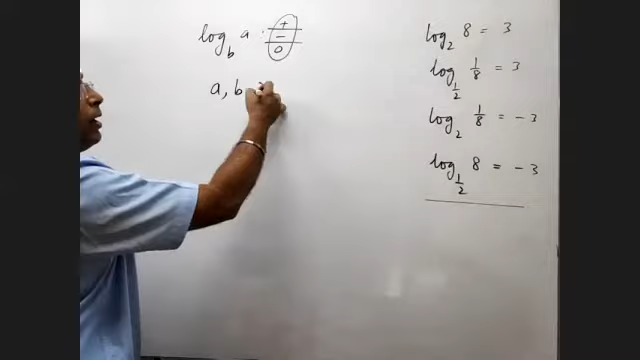 log_b a . +
−
0
a, b
log_2 8 = 3
log_{1/2} 1/8 = 3
log_2 1/8 = -3
log_{1/2} 8 = -3